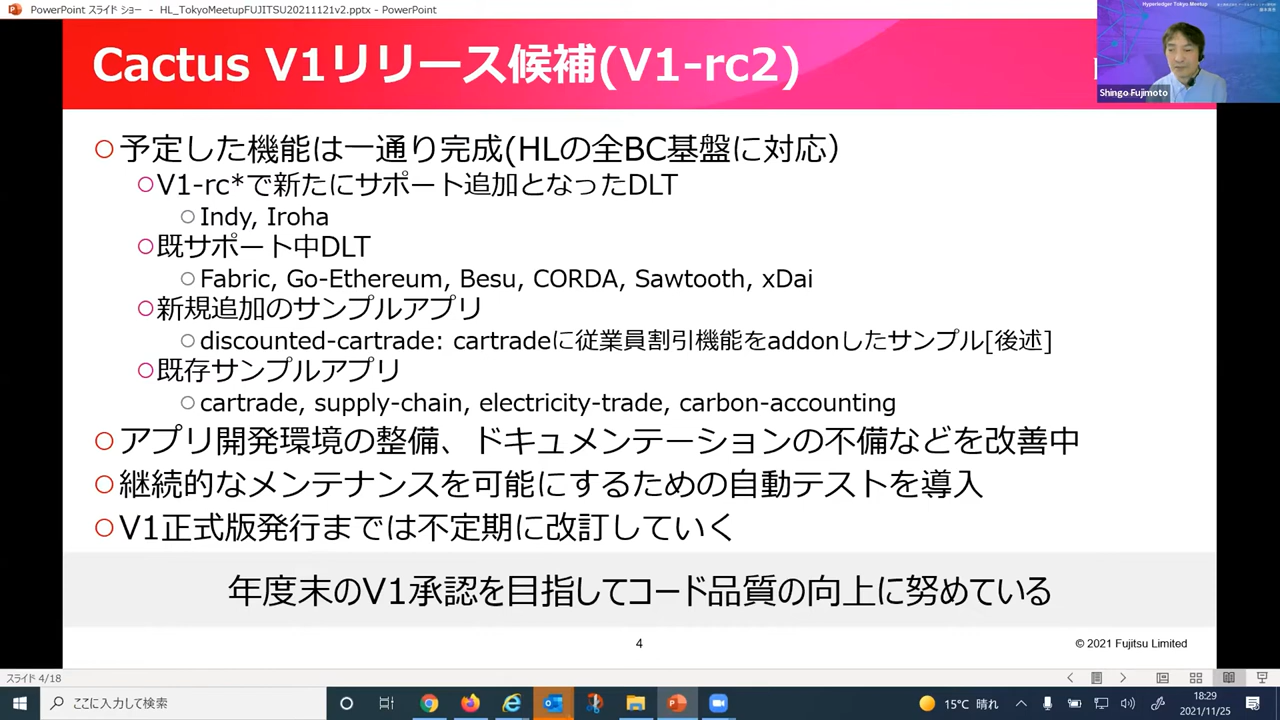 PowerPoint スライド ショー - HL_TokyoMeetupFUJITSU20211121v2.pptx - PowerPoint
Hyperledger Tokyo Meetup
Shingo Fujimoto
Cactus V1リリース候補(V1-rc2)
予定した機能は一通り完成(HLの全BC基盤に対応)
V1-rc*で新たにサポート追加となったDLT
Indy, Iroha
既サポート中DLT
Fabric, Go-Ethereum, Besu, CORDA, Sawtooth, xDai
新規追加のサンプルアプリ
discounted-cartrade: cartradeに従業員割引機能をaddonしたサンプル[後述]
既存サンプルアプリ
cartrade, supply-chain, electricity-trade, carbon-accounting
アプリ開発環境の整備、ドキュメンテーションの不備などを改善中
継続的なメンテナンスを可能にするための自動テストを導入
V1正式版発行までは不定期に改訂していく
年度末のV1承認を目指してコード品質の向上に努めている
4
© 2021 Fujitsu Limited
スライド 4/18
ここに入力して検索
15℃ 晴れ
18:29
2021/11/25